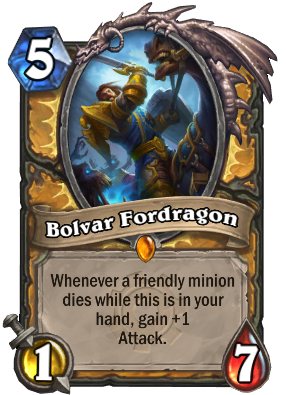 5
Bolvar Fordragon
Whenever a friendly minion
dies while this is in your
hand, gain +1
Attack.
1
7